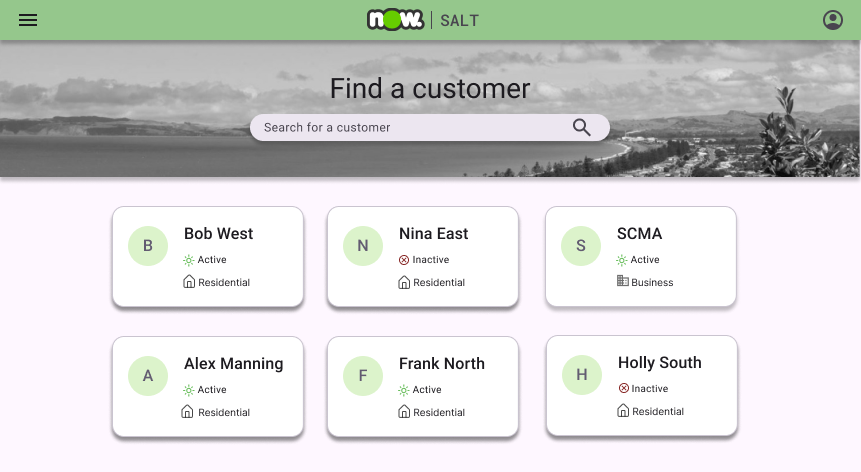 now. SALT
Find a customer
Search for a customer
B
Bob West
Active
Residential
N
Nina East
Inactive
Residential
S
SCMA
Active
Business
A
Alex Manning
Active
Residential
F
Frank North
Active
Residential
H
Holly South
Inactive
Residential